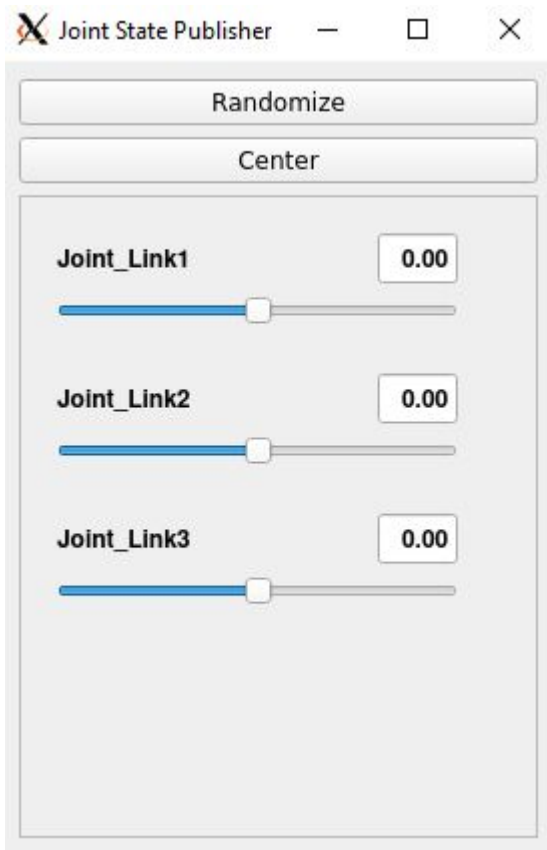 Joint State Publisher
Randomize
Center
Joint_Link1 0.00
Joint_Link2 0.00
Joint_Link3 0.00